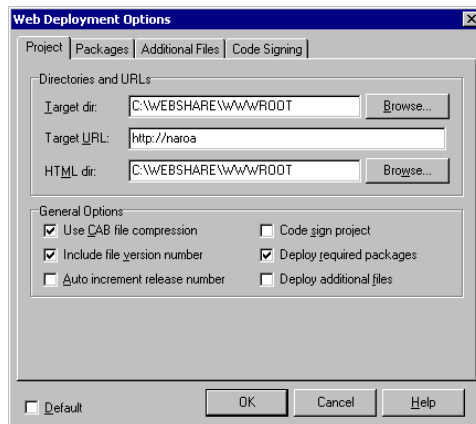 Web Deployment Options
Project Packages Additional Files Code Signing
Directories and URLs
Target dir: C:\WEBSHARE\WWWROOT Browse...
Target URL: http://naroa
HTML dir: C:\WEBSHARE\WWWROOT Browse...
General Options
Use CAB file compression Code sign project
Include file version number Deploy required packages
Auto increment release number Deploy additional files
Default OK Cancel Help